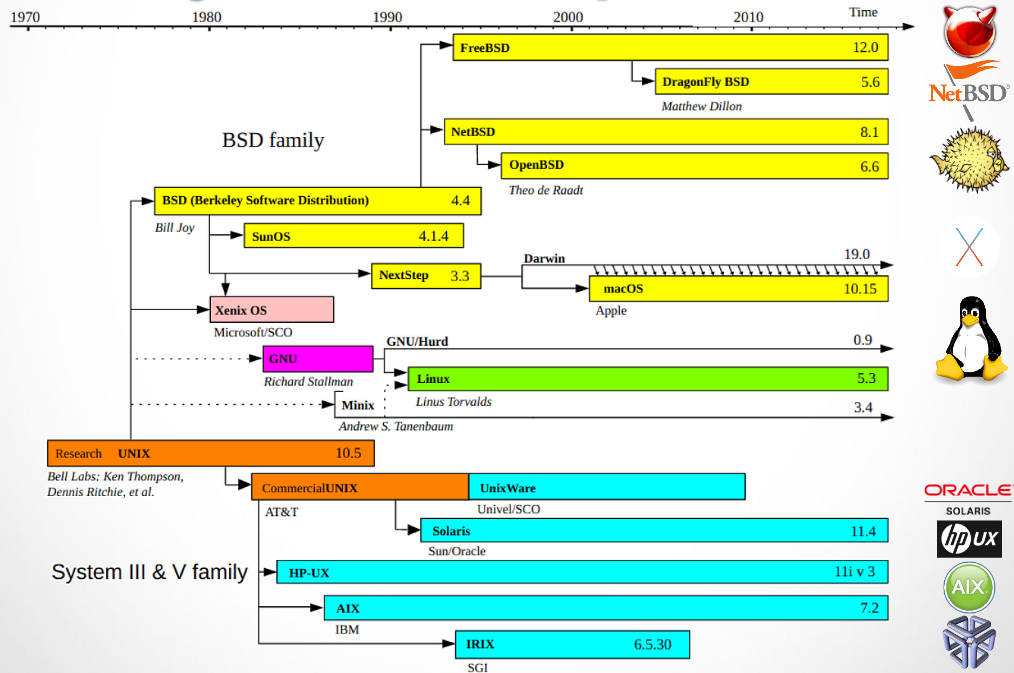 1970 1980 1990 2000 2010 Time
FreeBSD 12.0
DragonFly BSD 5.6
Matthew Dillon
NetBSD®
NetBSD 8.1
BSD family
OpenBSD 6.6
Theo de Raadt
BSD (Berkeley Software Distribution) 4.4
Bill Joy
SunOS 4.1.4
Darwin 19.0
NextStep 3.3
macOS 10.15
Apple
Xenix OS
Microsoft/SCO
GNU/Hurd 0.9
GNU
Richard Stallman
Linux 5.3
Linus Torvalds
Minix 3.4
Andrew S. Tanenbaum
Research UNIX 10.5
Bell Labs: Ken Thompson,
Dennis Ritchie, et al.
CommercialUNIX UnixWare
AT&T Univel/SCO
ORACLE®
SOLARIS
Solaris 11.4
Sun/Oracle
hp UX
System III & V family
HP-UX 11i v 3
AIX
AIX 7.2
IBM
IRIX 6.5.30
SGI